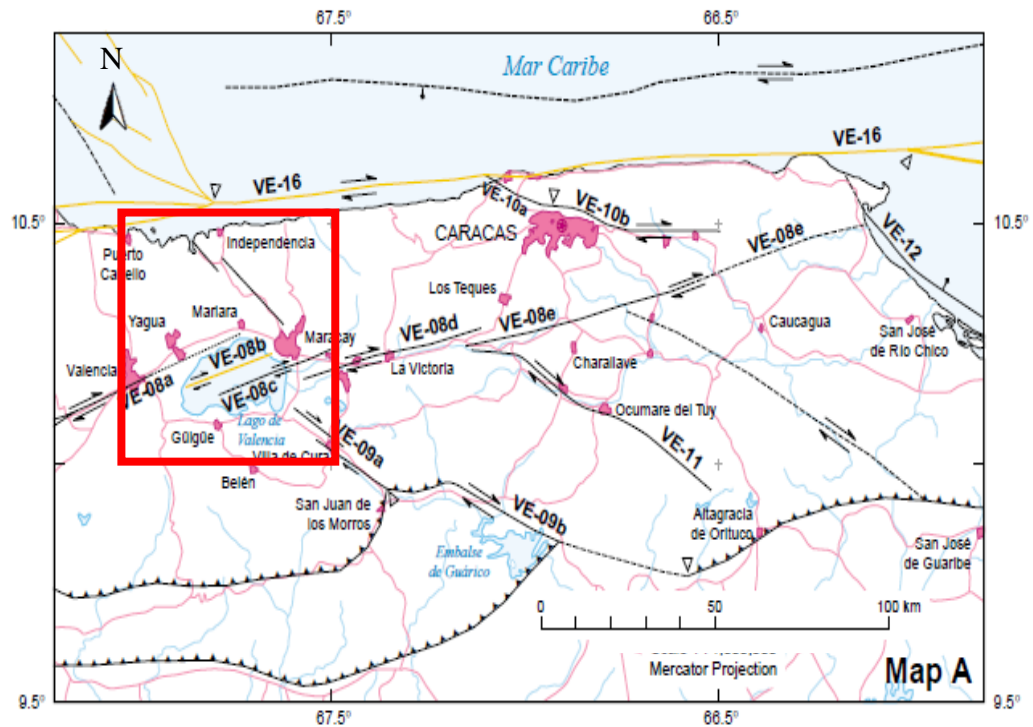 67.5°
66.5°
N
Mar Caribe
VE-16
VE-16
VE-10a
VE-10b
10.5°
10.5°
CARACAS
Independencia
Puerto
VE-08e
VE-12
Los Teques
Mariara
Yagua
Maracay
VE-08d
VE-08e
Caucagua
San José
de Rio Chico
VE-08b
Valencia
La Victoria
Charallave
VE-08a
VE-08c
Ocumare del Tuy
Güigüe
Lago de
Valencia
VE-09a
VE-11
Villa de Cura
Belén
San Juan de
los Morros
VE-09b
Altagracia
de Orituco
San José
de Guaribe
Embalse
de Guárico
0
50
100 km
Mercator Projection
Map A
9.5°
9.5°
67.5°
66.5°